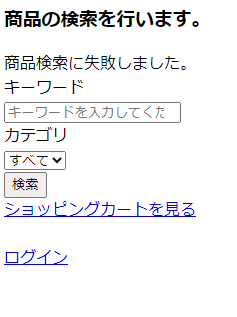 商品の検索を行います。
商品検索に失敗しました。
キーワード
キーワードを入力してくだ
カテゴリ
すべて
検索
ショッピングカートを見る
ログイン